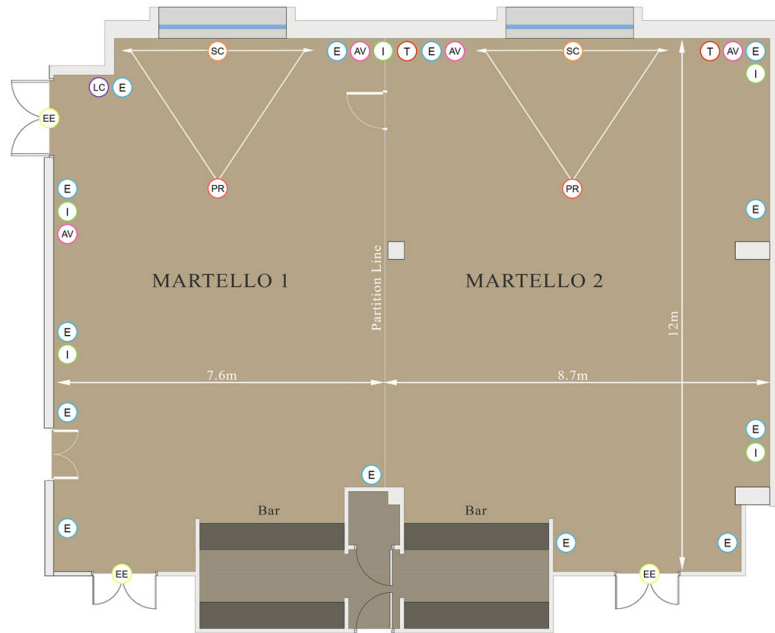 SC E AV I T E AV SC T AV E
I
LC E
EE
E PR PR
I E
AV
MARTELLO 1 MARTELLO 2
Partition Line
12m
E
I
7.6m 8.7m
E E
I
E
Bar Bar
E E E
EE EE